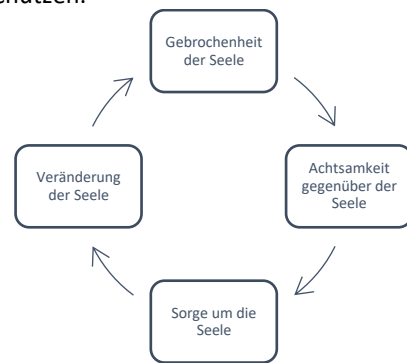 Gebrochenheit
der Seele
Achtsamkeit
gegenüber der
Seele
Sorge um die
Seele
Veränderung
der Seele